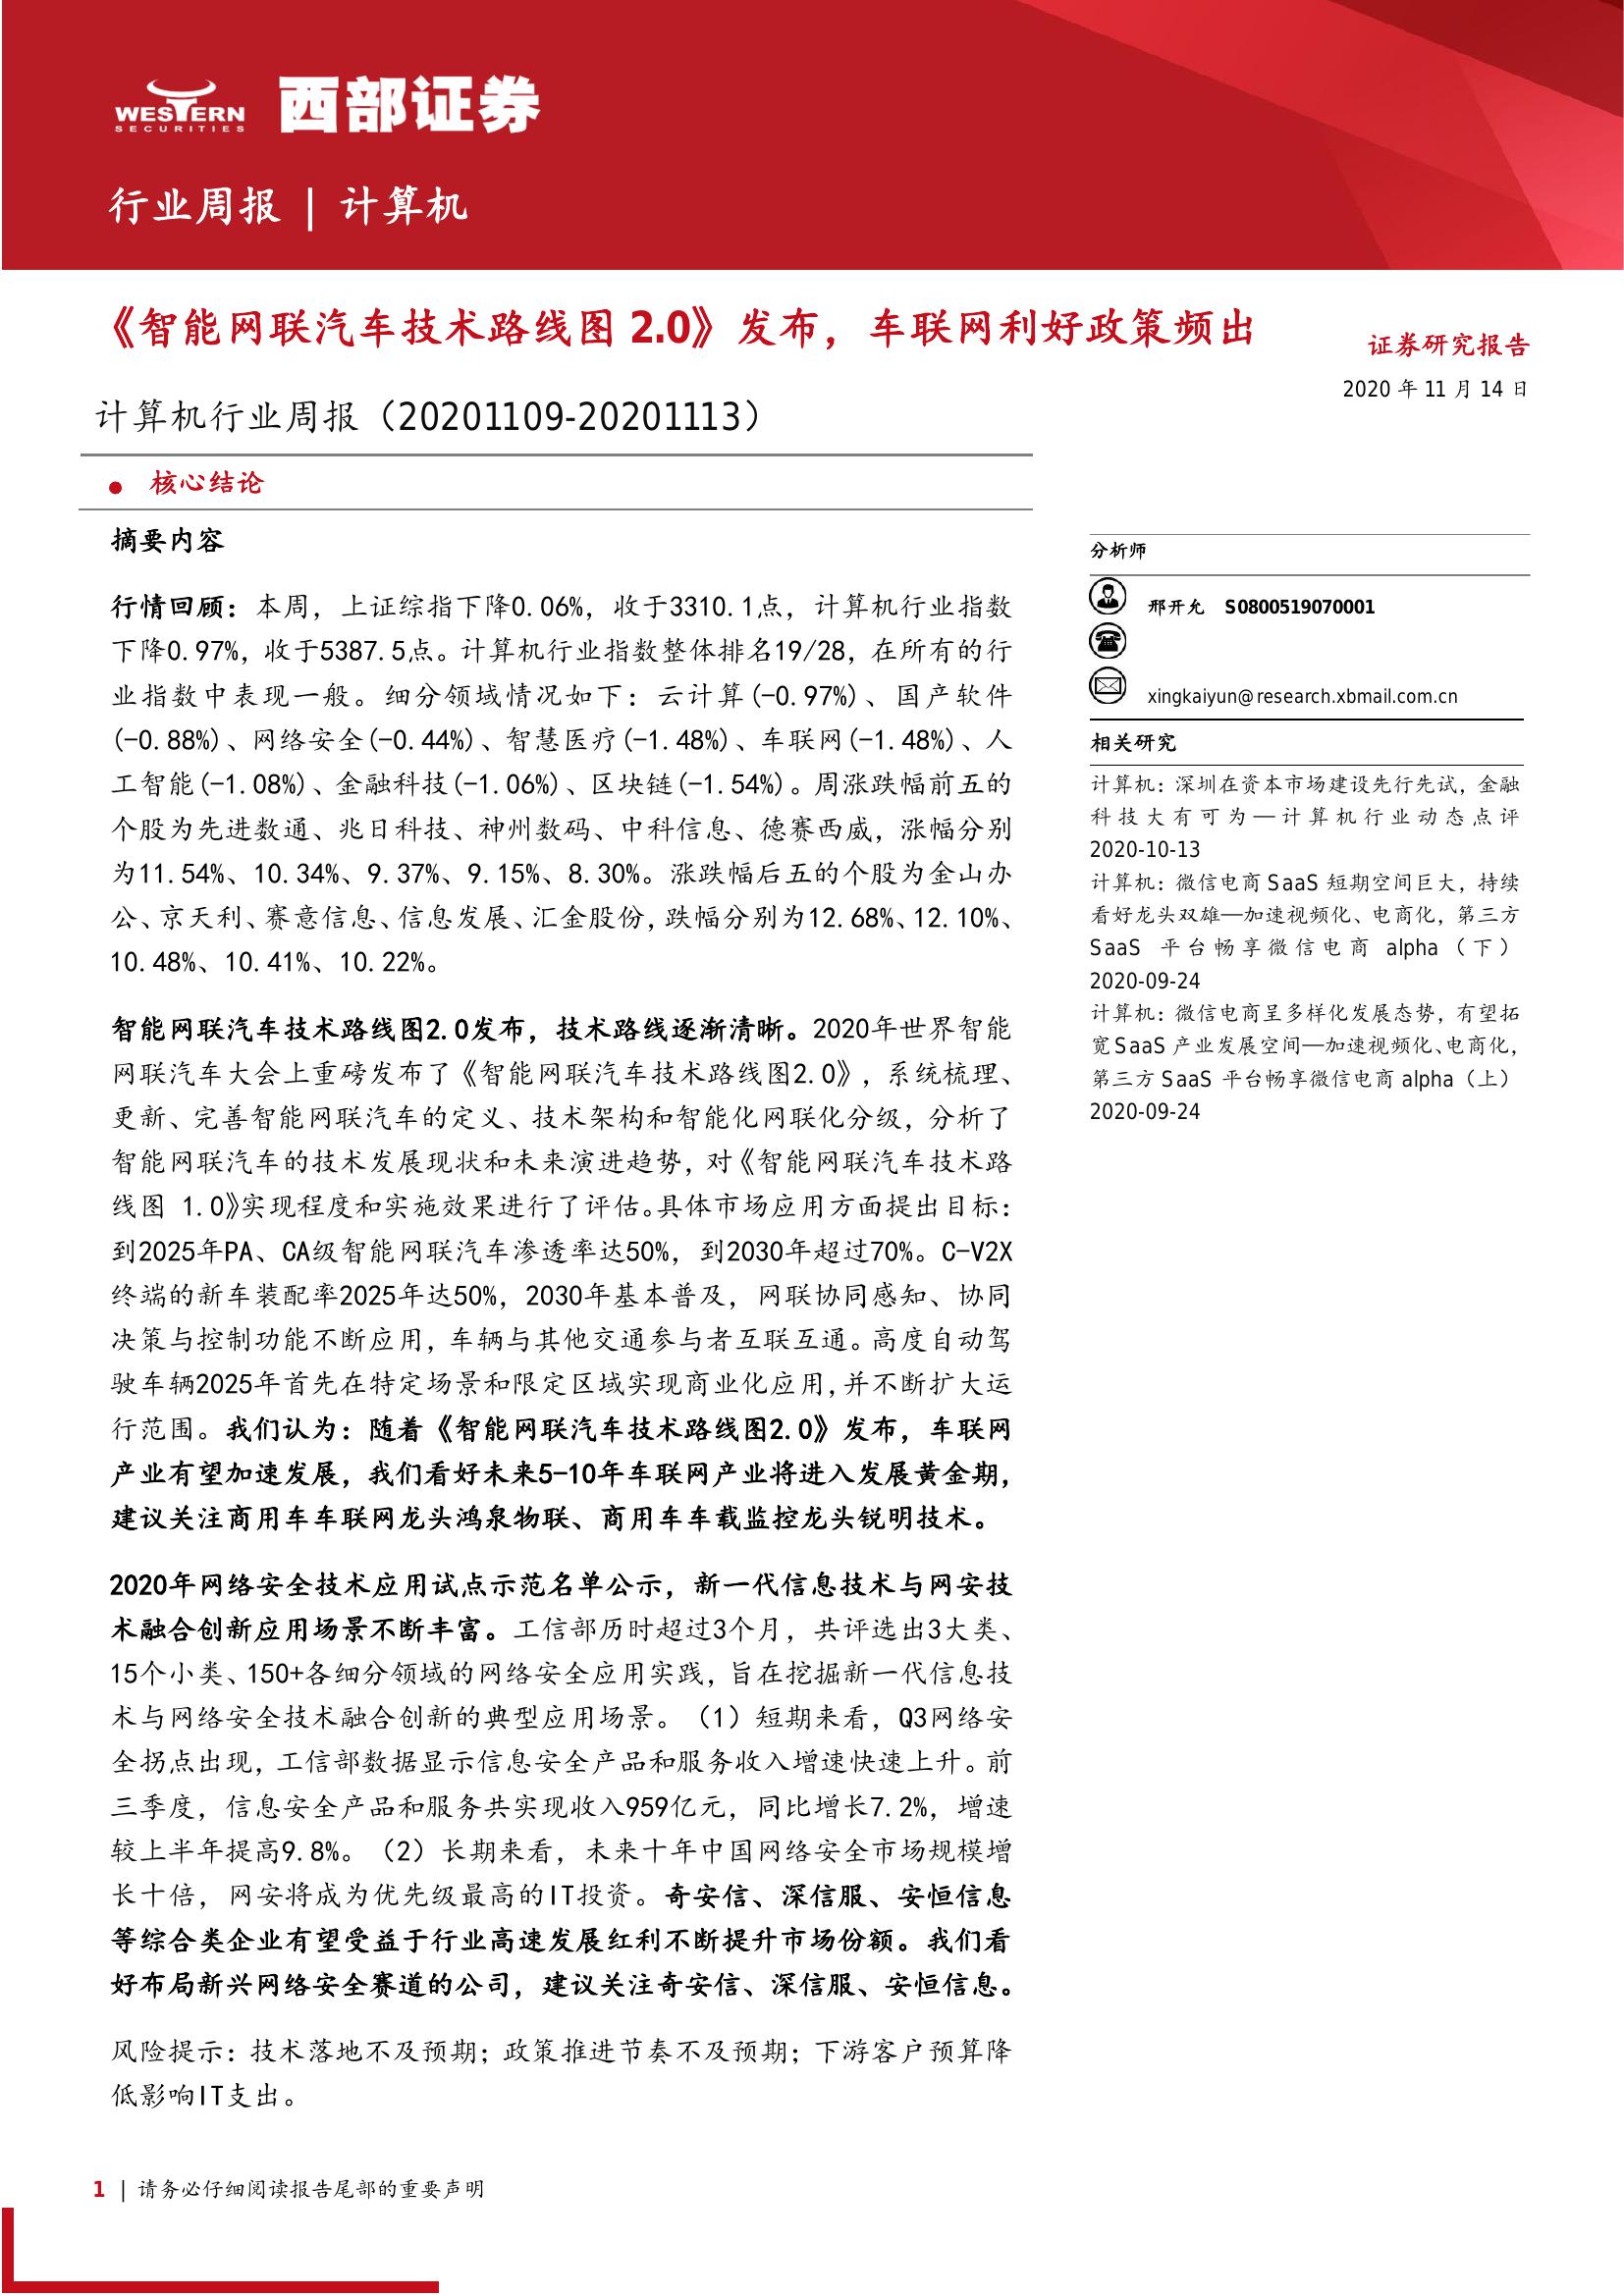 WESTERN
SECURITIES
西部证券
行业周报 | 计算机
《智能网联汽车技术路线图 2.0》发布，车联网利好政策频出
证券研究报告
2020 年 11 月 14 日
计算机行业周报（20201109-20201113）
● 核心结论
摘要内容
行情回顾：本周，上证综指下降0.06%，收于3310.1点，计算机行业指数
下降0.97%，收于5387.5点。计算机行业指数整体排名19/28，在所有的行
业指数中表现一般。细分领域情况如下：云计算(-0.97%)、国产软件
(-0.88%)、网络安全(-0.44%)、智慧医疗(-1.48%)、车联网(-1.48%)、人
工智能(-1.08%)、金融科技(-1.06%)、区块链(-1.54%)。周涨跌幅前五的
个股为先进数通、兆日科技、神州数码、中科信息、德赛西威，涨幅分别
为11.54%、10.34%、9.37%、9.15%、8.30%。涨跌幅后五的个股为金山办
公、京天利、赛意信息、信息发展、汇金股份，跌幅分别为12.68%、12.10%、
10.48%、10.41%、10.22%。
智能网联汽车技术路线图2.0发布，技术路线逐渐清晰。2020年世界智能
网联汽车大会上重磅发布了《智能网联汽车技术路线图2.0》，系统梳理、
更新、完善智能网联汽车的定义、技术架构和智能化网联化分级，分析了
智能网联汽车的技术发展现状和未来演进趋势，对《智能网联汽车技术路
线图 1.0》实现程度和实施效果进行了评估。具体市场应用方面提出目标：
到2025年PA、CA级智能网联汽车渗透率达50%，到2030年超过70%。C-V2X
终端的新车装配率2025年达50%，2030年基本普及，网联协同感知、协同
决策与控制功能不断应用，车辆与其他交通参与者互联互通。高度自动驾
驶车辆2025年首先在特定场景和限定区域实现商业化应用，并不断扩大运
行范围。我们认为：随着《智能网联汽车技术路线图2.0》发布，车联网
产业有望加速发展，我们看好未来5-10年车联网产业将进入发展黄金期，
建议关注商用车车联网龙头鸿泉物联、商用车车载监控龙头锐明技术。
2020年网络安全技术应用试点示范名单公示，新一代信息技术与网安技
术融合创新应用场景不断丰富。工信部历时超过3个月，共评选出3大类、
15个小类、150+各细分领域的网络安全应用实践，旨在挖掘新一代信息技
术与网络安全技术融合创新的典型应用场景。（1）短期来看，Q3网络安
全拐点出现，工信部数据显示信息安全产品和服务收入增速快速上升。前
三季度，信息安全产品和服务共实现收入959亿元，同比增长7.2%，增速
较上半年提高9.8%。（2）长期来看，未来十年中国网络安全市场规模增
长十倍，网安将成为优先级最高的IT投资。奇安信、深信服、安恒信息
等综合类企业有望受益于行业高速发展红利不断提升市场份额。我们看
好布局新兴网络安全赛道的公司，建议关注奇安信、深信服、安恒信息。
风险提示：技术落地不及预期；政策推进节奏不及预期；下游客户预算降
低影响IT支出。
分析师
邢开允 S0800519070001
xingkaiyun@research.xbmail.com.cn
相关研究
计算机：深圳在资本市场建设先行先试，金融
科技大有可为—计算机行业动态点评
2020-10-13
计算机：微信电商 SaaS 短期空间巨大，持续
看好龙头双雄—加速视频化、电商化，第三方
SaaS 平台畅享微信电商 alpha（下）
2020-09-24
计算机：微信电商呈多样化发展态势，有望拓
宽 SaaS 产业发展空间—加速视频化、电商化，
第三方 SaaS 平台畅享微信电商 alpha（上）
2020-09-24
1 | 请务必仔细阅读报告尾部的重要声明